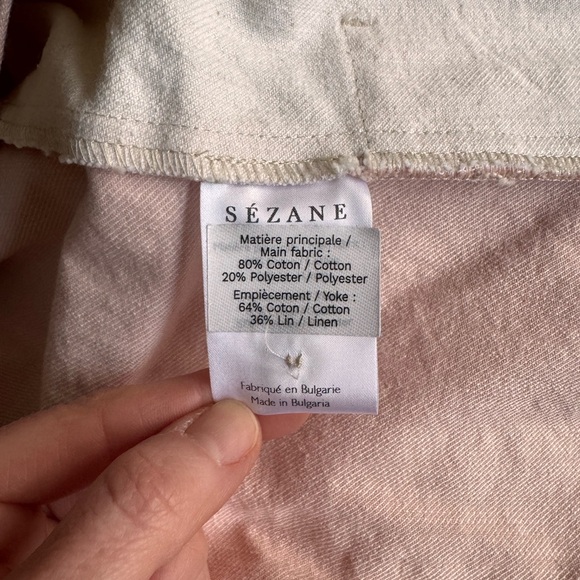 SÉZANE
Matière principale /
Main fabric :
80% Coton / Cotton
20% Polyester / Polyester
Empiècement / Yoke :
64% Coton / Cotton
36% Lin / Linen
Fabriqué en Bulgarie
Made in Bulgaria